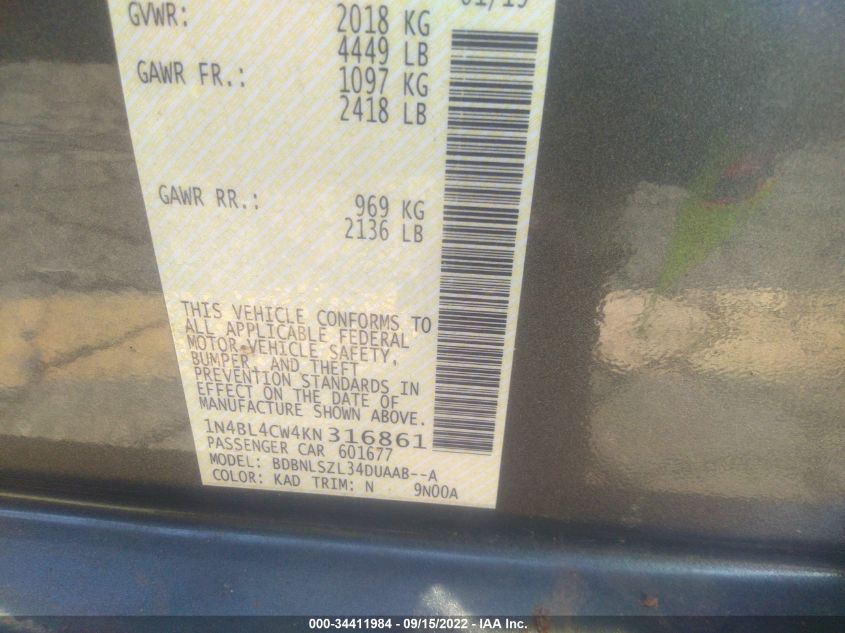 01/19
GVWR: 2018 KG
4449 LB
GAWR FR.: 1097 KG
2418 LB
GAWR RR.: 969 KG
2136 LB
THIS VEHICLE CONFORMS TO
ALL APPLICABLE FEDERAL
MOTOR VEHICLE SAFETY,
BUMPER, AND THEFT
PREVENTION STANDARDS IN
EFFECT ON THE DATE OF
MANUFACTURE SHOWN ABOVE.
1N4BL4CW4KN316861
PASSENGER CAR 601677
MODEL: BDBNLSZL34DUAAB--A
COLOR: KAD TRIM: N 9N00A
000-34411984 - 09/15/2022 - IAA Inc.